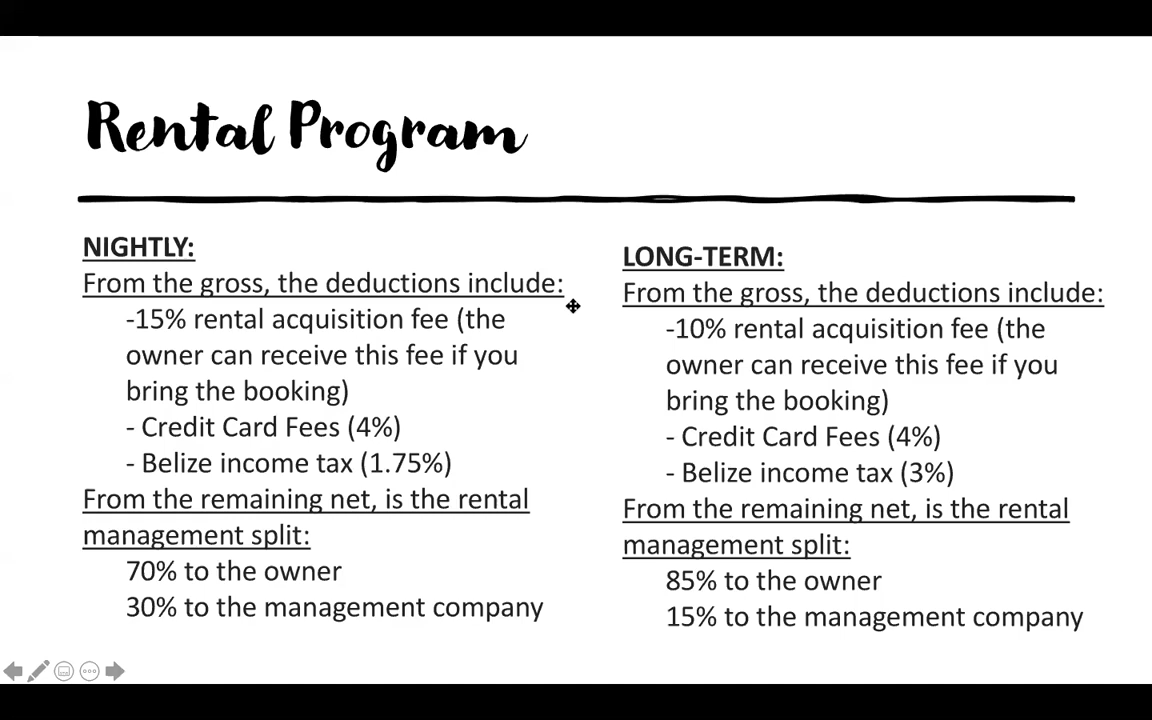 Rental Program
NIGHTLY:
From the gross, the deductions include:
-15% rental acquisition fee (the
owner can receive this fee if you
bring the booking)
- Credit Card Fees (4%)
- Belize income tax (1.75%)
From the remaining net, is the rental
management split:
70% to the owner
30% to the management company
LONG-TERM:
From the gross, the deductions include:
-10% rental acquisition fee (the
owner can receive this fee if you
bring the booking)
- Credit Card Fees (4%)
- Belize income tax (3%)
From the remaining net, is the rental
management split:
85% to the owner
15% to the management company